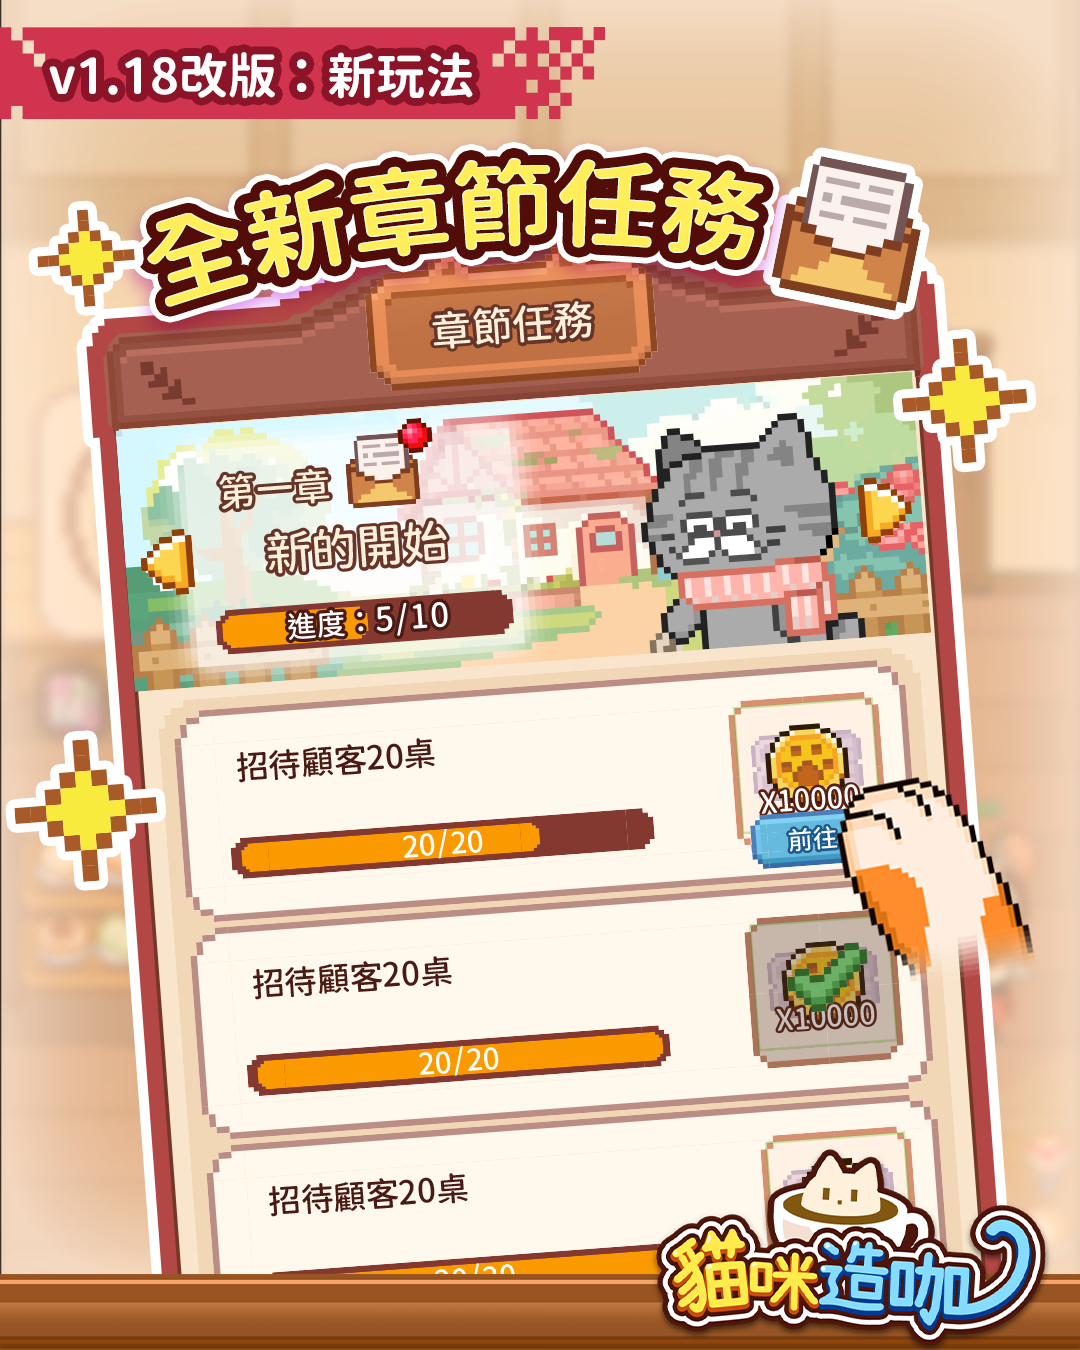 v1.18改版：新玩法
全新章節任務
章節任務
第一章
新的開始
進度：5/10
招待顧客20桌
X10000
20/20
前往
招待顧客20桌
X10000
20/20
招待顧客20桌
20/20
貓咪造咖